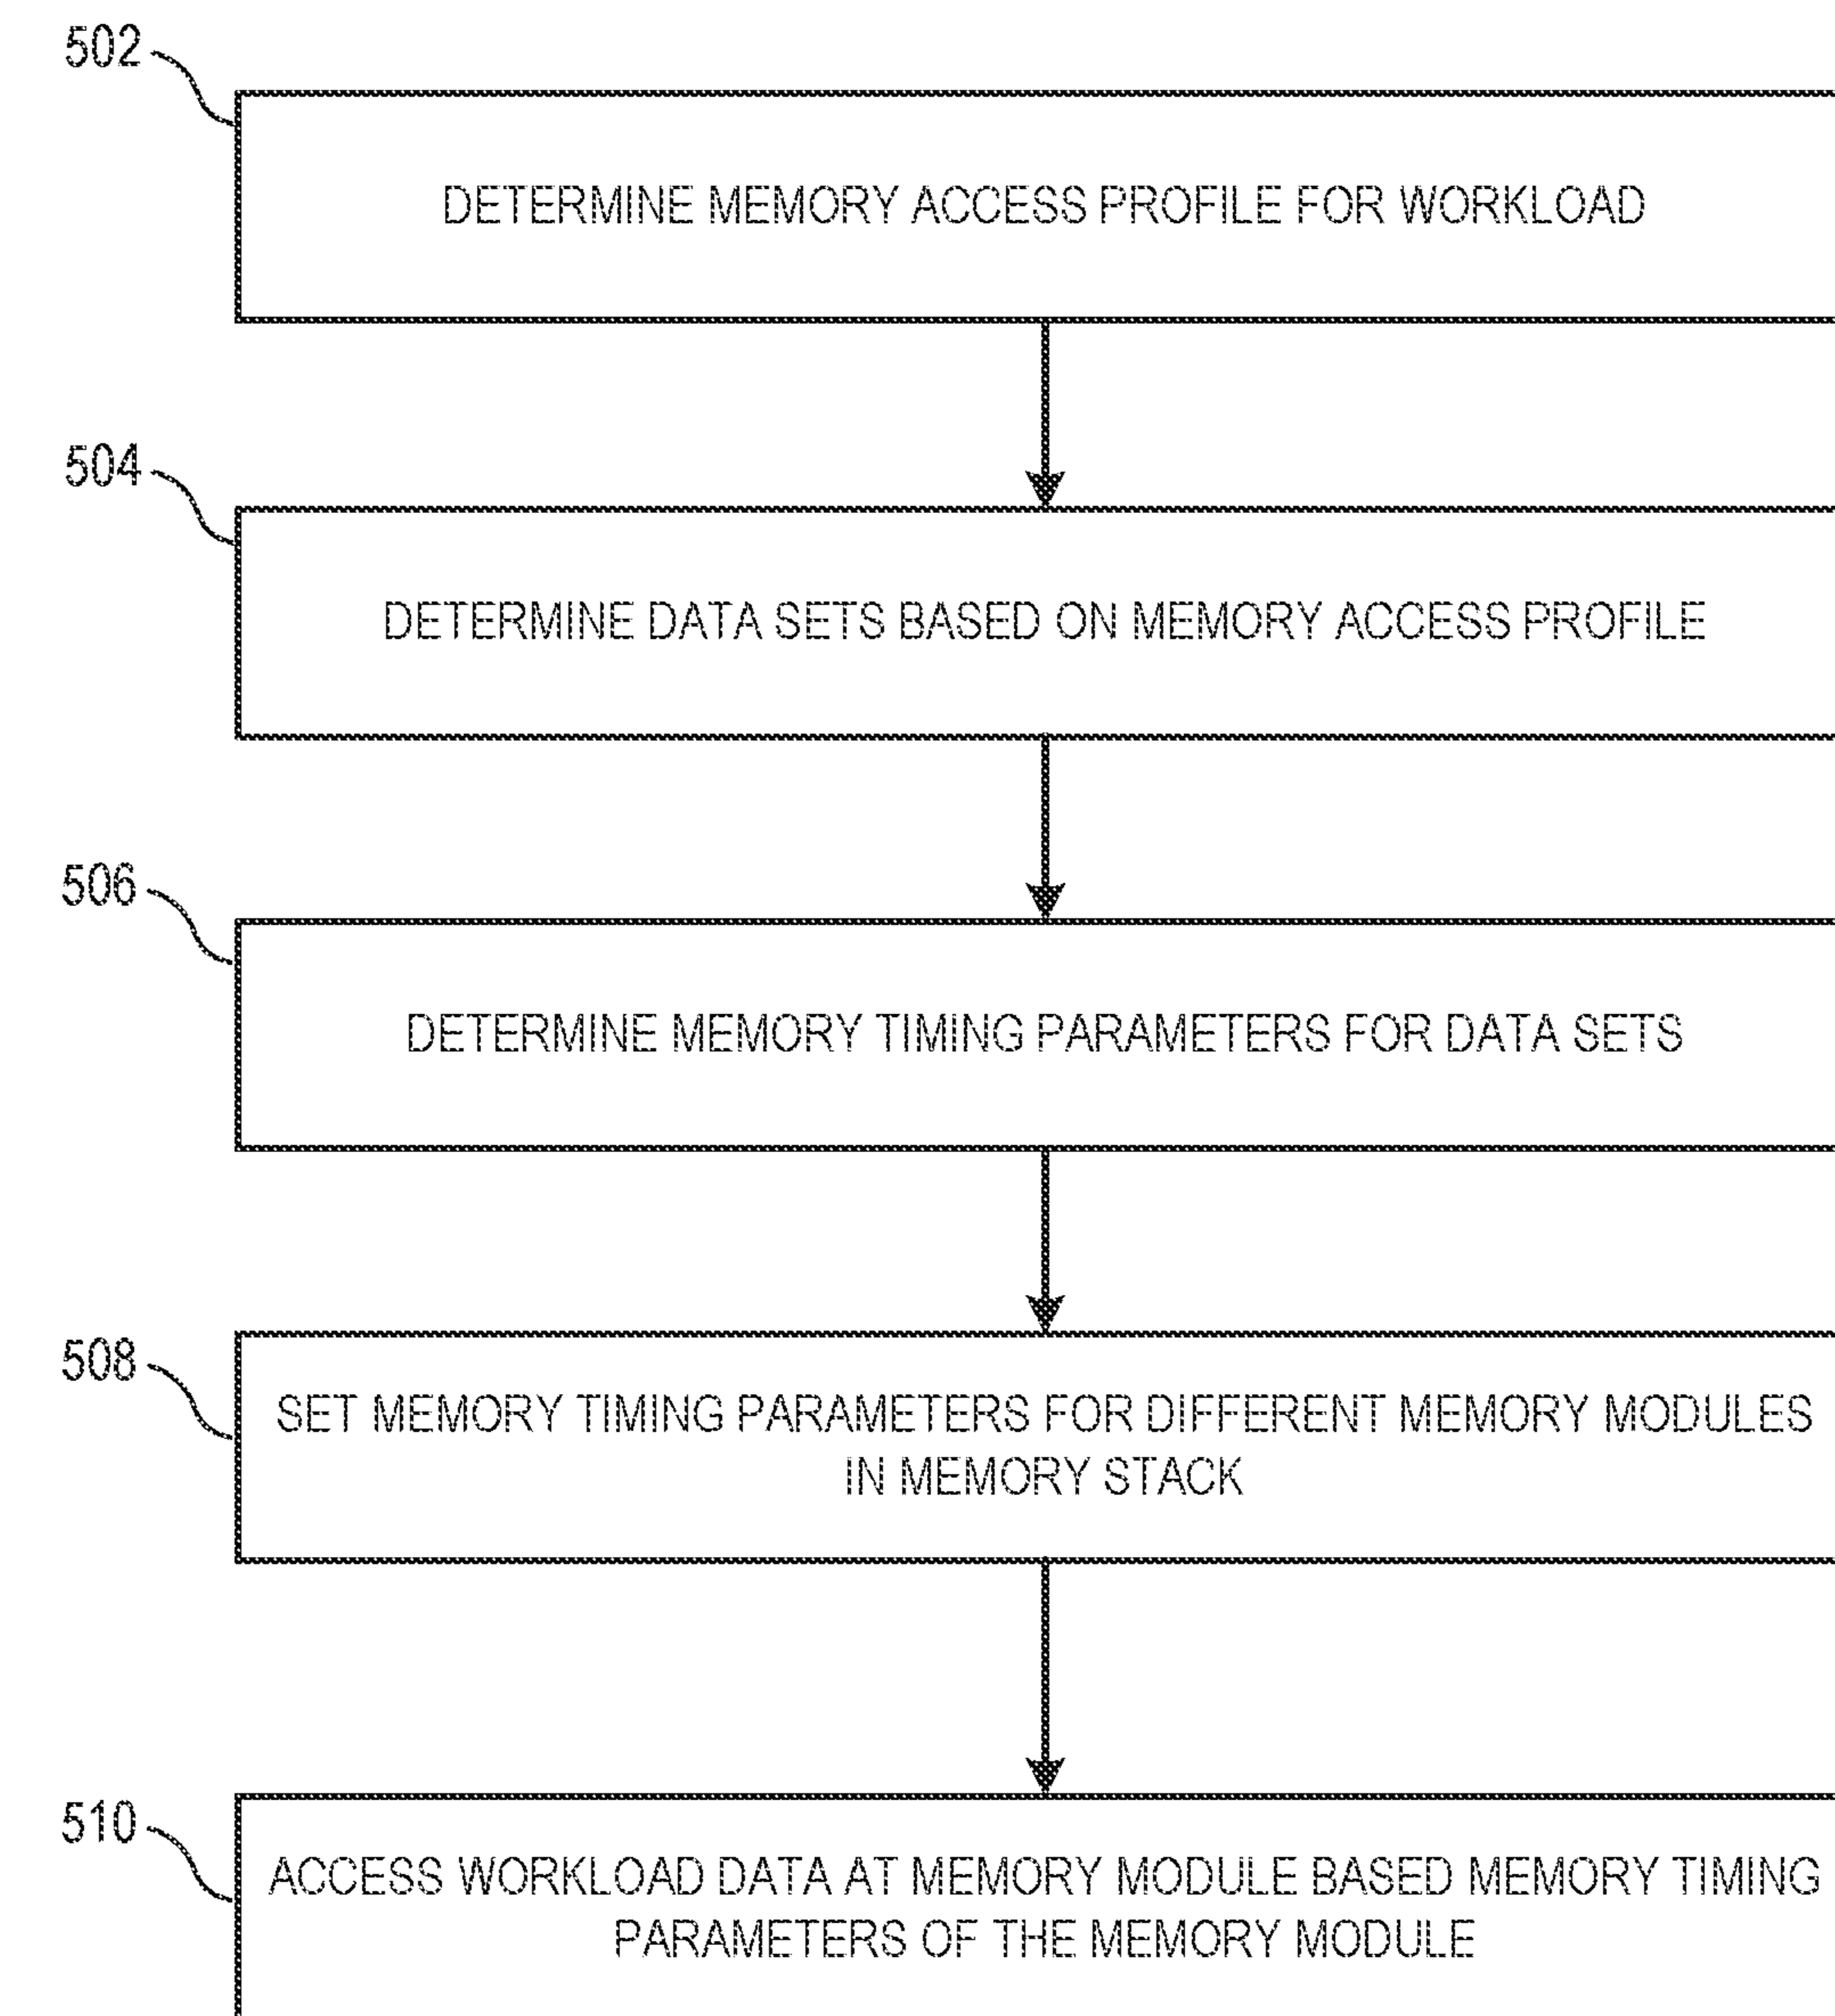 502
DETERMINE MEMORY ACCESS PROFILE FOR WORKLOAD
504
DETERMINE DATA SETS BASED ON MEMORY ACCESS PROFILE
506
DETERMINE MEMORY TIMING PARAMETERS FOR DATA SETS
508
SET MEMORY TIMING PARAMETERS FOR DIFFERENT MEMORY MODULES
IN MEMORY STACK
510
ACCESS WORKLOAD DATA AT MEMORY MODULE BASED MEMORY TIMING
PARAMETERS OF THE MEMORY MODULE